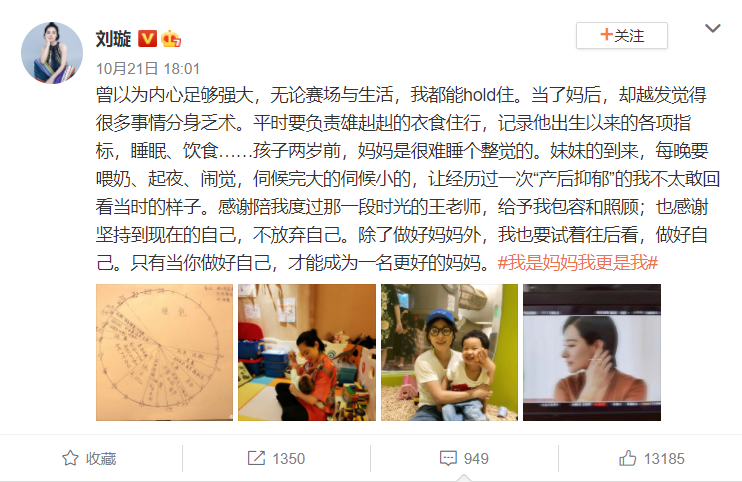 刘璇
关注
10月21日 18:01
曾以为内心足够强大，无论赛场与生活，我都能hold住。当了妈后，却越发觉得
很多事情分身乏术。平时要负责雄赳赳的衣食住行，记录他出生以来的各项指
标，睡眠、饮食……孩子两岁前，妈妈是很难睡个整觉的。妹妹的到来，每晚要
喂奶、起夜、闹觉，伺候完大的伺候小的，让经历过一次“产后抑郁”的我不太敢回
看当时的样子。感谢陪我度过那一段时光的王老师，给予我包容和照顾；也感谢
坚持到现在的自己，不放弃自己。除了做好妈妈外，我也要试着往后看，做好自
己。只有当你做好自己，才能成为一名更好的妈妈。#我是妈妈我更是我#
收藏
1350
949
13185